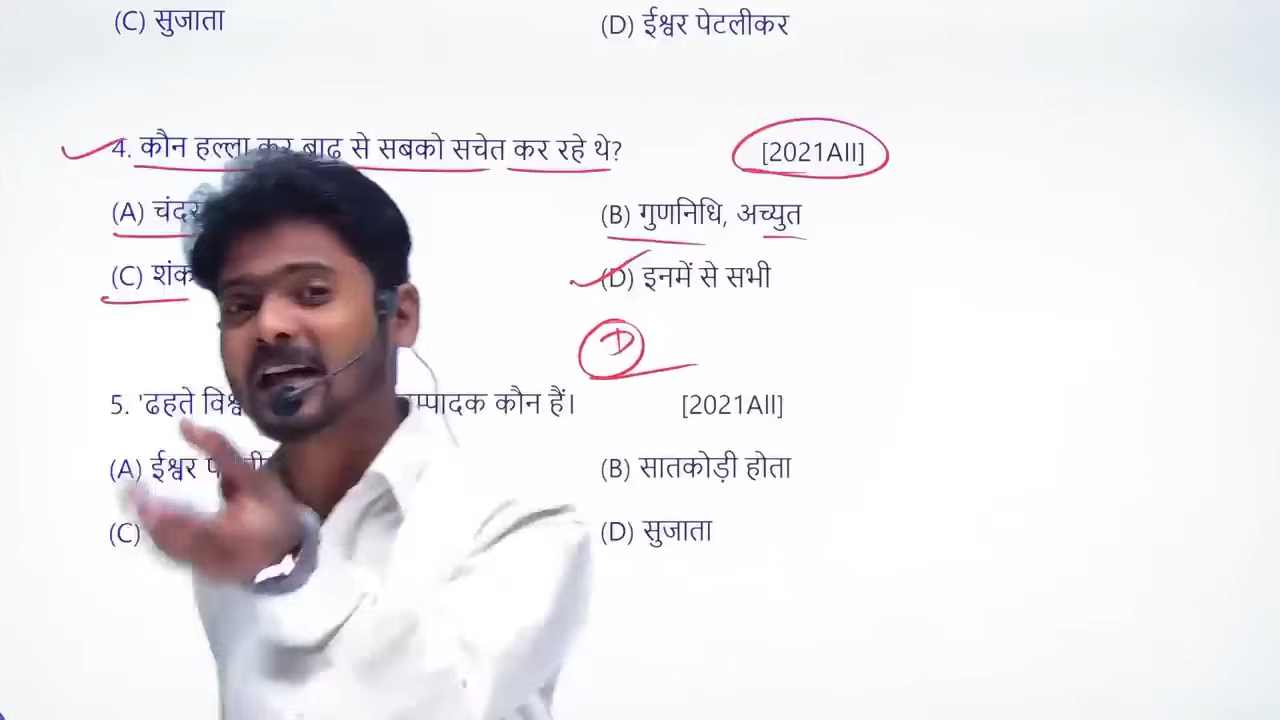 (C) सुजाता (D) ईश्वर पेटलीकर
4. कौन हल्ला कर बाढ़ से सबको सचेत कर रहे थे? [2021AII]
(A) (B) गुणनिधि, अच्युत
(C) (D) इनमें से सभी
D
5. 'ढहते कौन हैं। [2021AII]
(A) ईश्वर (B) सातकोड़ी होता
(C) (D) सुजाता